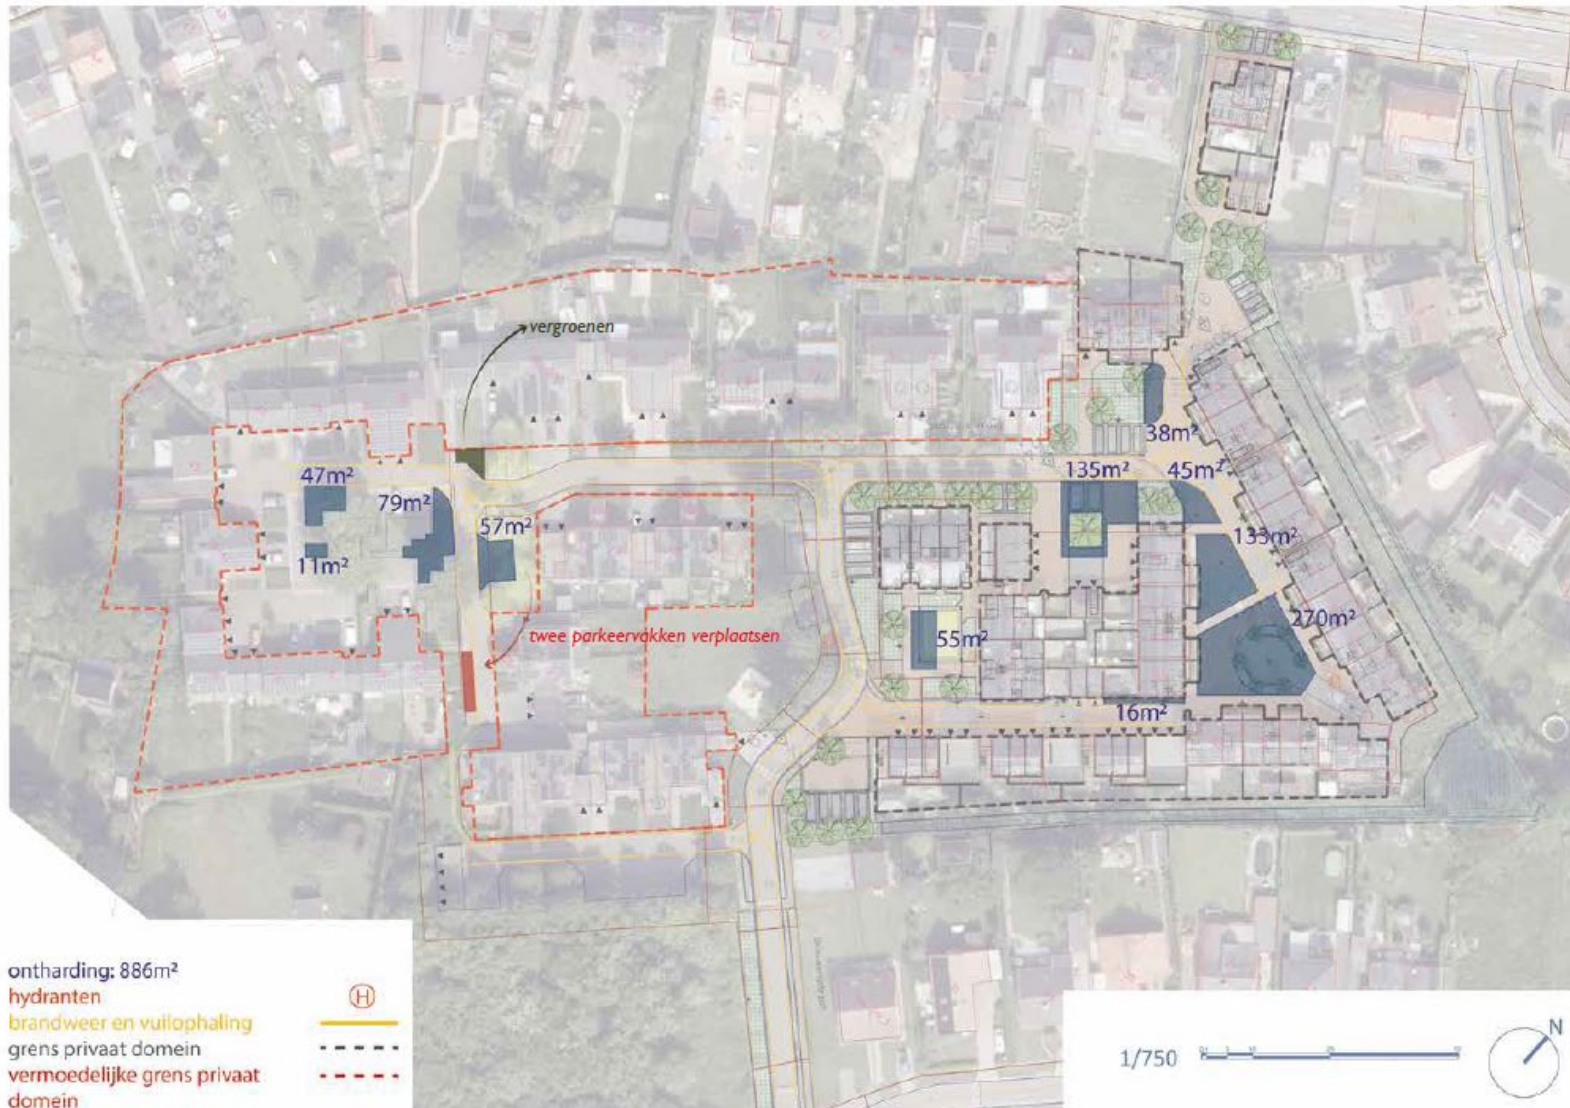 vergroenen
38m²
47m²
135m²
45m²
79m²
57m²
133m²
11m²
270m²
twee parkeervakken verplaatsen
55m²
16m²
ontharding: 886m²
hydranten
H
brandweer en vuilophaling
grens privaat domein
vermoedelijke grens privaat
domein
1/750
N